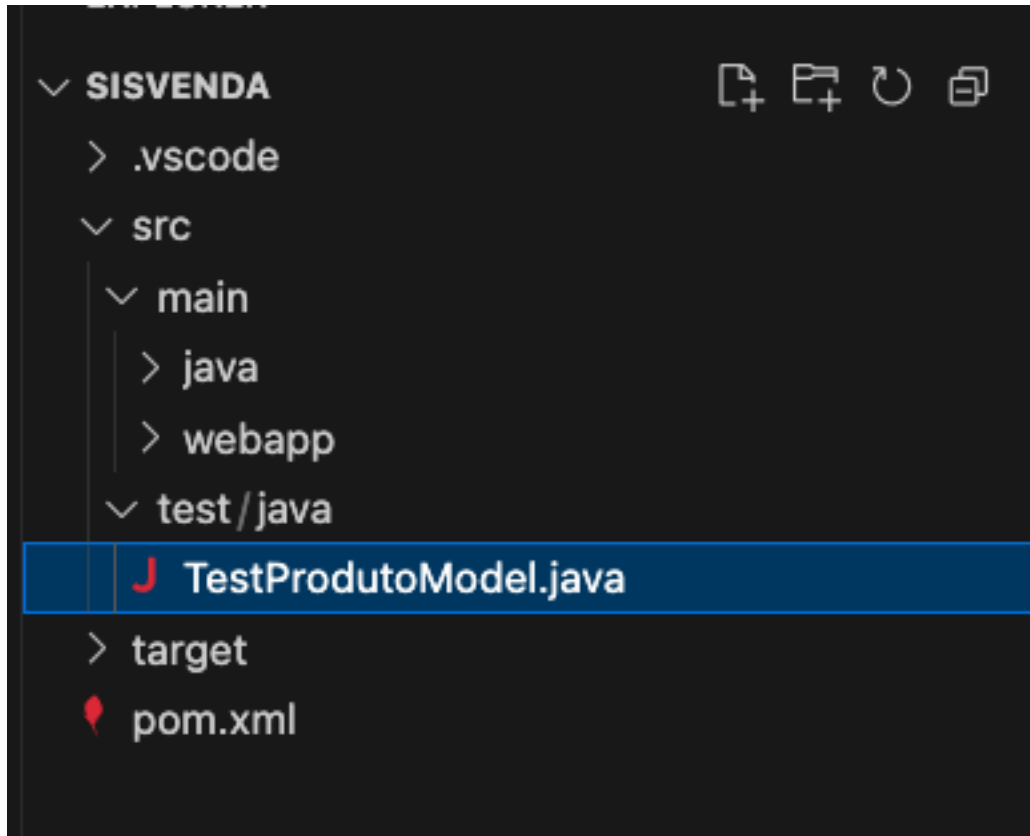 SISVENDA
.vscode
src
main
java
webapp
test/java
TestProdutoModel.java
target
pom.xml